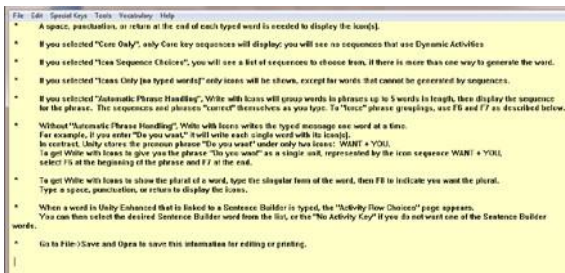 File Edit Special Keys Tools Vocabulary Help
* A space, punctuation, or return at the end of each typed word is needed to display the icon(s).
* If you selected "Core Only", only Core key sequences will display; you will see no sequences that use Dynamic Activities
* If you selected "Icon Sequence Choices", you will see a list of sequences to choose from, if there is more than one way to generate the word.
* If you selected "Icons Only (no typed words)" only icons will be shown, except for words that cannot be generated by sequences.
* If you selected "Automatic Phrase Handling", Write with Icons will group words in phrases up to 5 words in length, then display the sequence
for the phrase. The sequences and phrases "correct" themselves as you type. To "force" phrase groupings, use F6 and F7 as described below.
* Without "Automatic Phrase Handling", Write with Icons writes the typed message one word at a time.
For example, if you enter "Do you want," it will write each single word with its icon(s).
In contrast, Unity stores the pronoun phrase "Do you want" under only two icons: WANT + YOU.
To get Write with Icons to give you the phrase "Do you want" as a single unit, represented by the icon sequence WANT + YOU,
select F6 at the beginning of the phrase and F7 at the end.
* To get Write with Icons to show the plural of a word, type the singular form of the word, then F8 to indicate you want the plural.
Type a space, punctuation, or return to display the icons.
* When a word in Unity Enhanced that is linked to a Sentence Builder is typed, the "Activity Row Choices" page appears.
You can then select the desired Sentence Builder word from the list, or the "No Activity Key" if you do not want one of the Sentence Builder
words.
* Go to File->Save and Open to save this information for editing or printing.